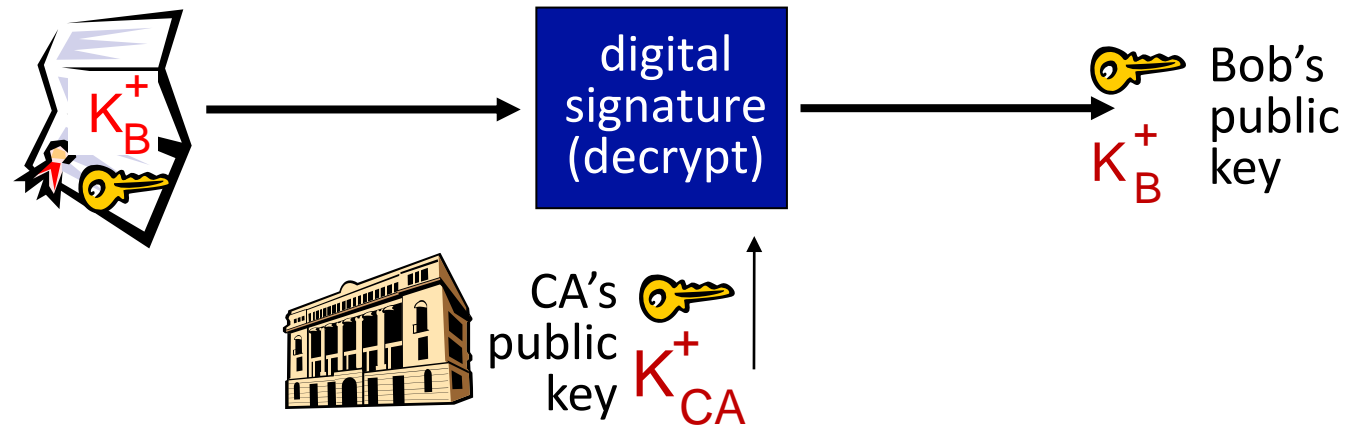 K_B^+
digital
signature
(decrypt)
Bob’s
public
key
K_B^+
CA’s
public
key
K_CA^+